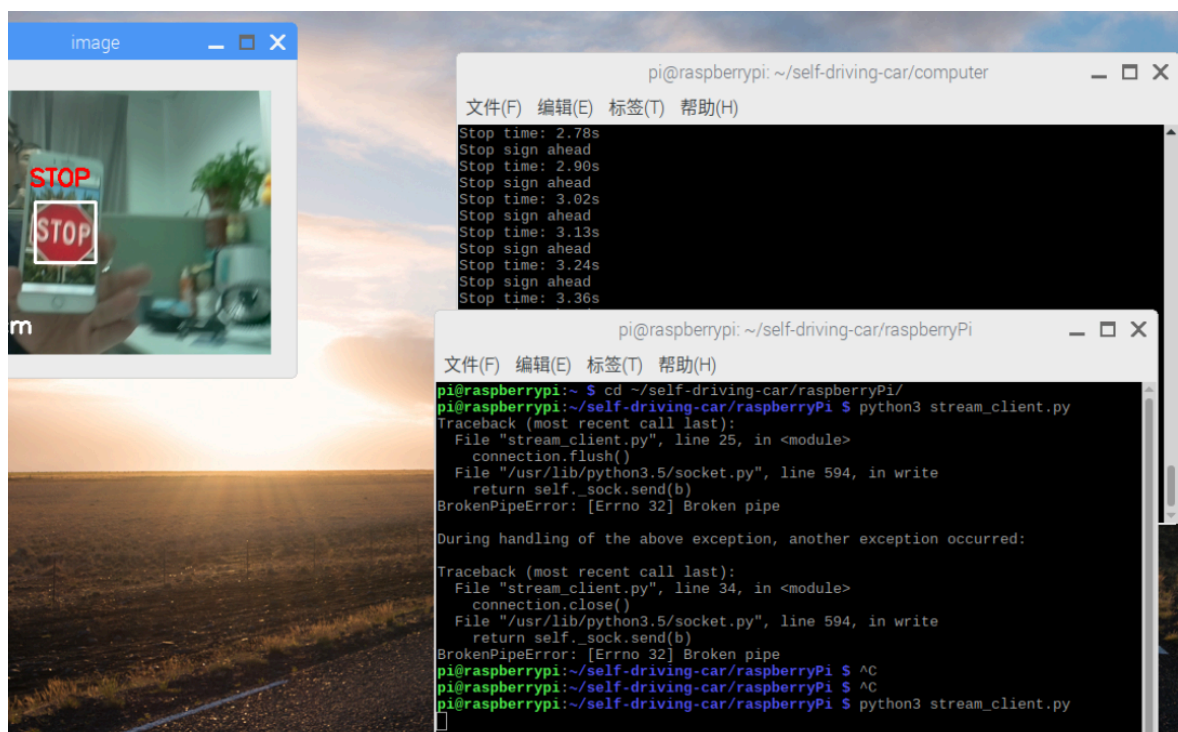 image
STOP
STOP
m
pi@raspberrypi: ~/self-driving-car/computer
文件(F) 编辑(E) 标签(T) 帮助(H)
Stop time: 2.78s
Stop sign ahead
Stop time: 2.90s
Stop sign ahead
Stop time: 3.02s
Stop sign ahead
Stop time: 3.13s
Stop sign ahead
Stop time: 3.24s
Stop sign ahead
Stop time: 3.36s
pi@raspberrypi: ~/self-driving-car/raspberryPi
文件(F) 编辑(E) 标签(T) 帮助(H)
pi@raspberrypi:~ $ cd ~/self-driving-car/raspberryPi/
pi@raspberrypi:~/self-driving-car/raspberryPi $ python3 stream_client.py
Traceback (most recent call last):
  File "stream_client.py", line 25, in <module>
    connection.flush()
  File "/usr/lib/python3.5/socket.py", line 594, in write
    return self._sock.send(b)
BrokenPipeError: [Errno 32] Broken pipe
During handling of the above exception, another exception occurred:
Traceback (most recent call last):
  File "stream_client.py", line 34, in <module>
    connection.close()
  File "/usr/lib/python3.5/socket.py", line 594, in write
    return self._sock.send(b)
BrokenPipeError: [Errno 32] Broken pipe
pi@raspberrypi:~/self-driving-car/raspberryPi $ ^C
pi@raspberrypi:~/self-driving-car/raspberryPi $ ^C
pi@raspberrypi:~/self-driving-car/raspberryPi $ python3 stream_client.py